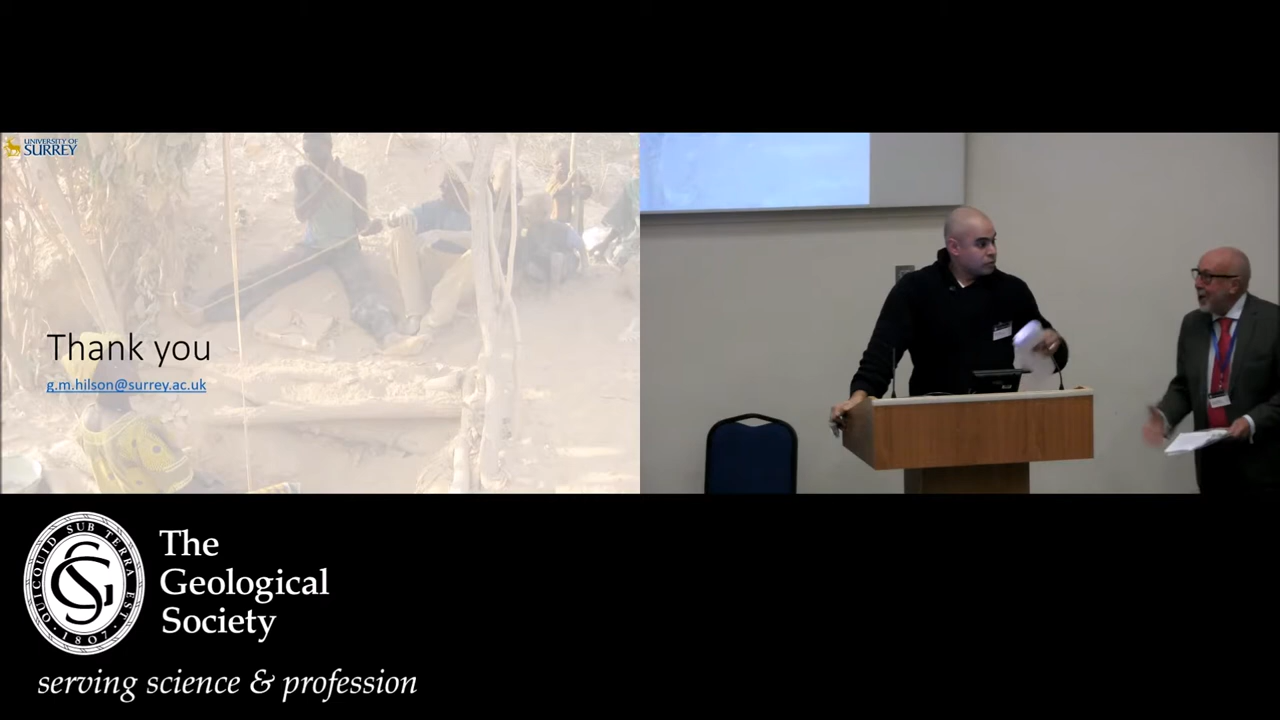 UNIVERSITY OF
SURREY
Thank you
g.m.hilson@surrey.ac.uk
QUICQUID SUB TERRA EST
· 1807 ·
The
Geological
Society
serving science & profession